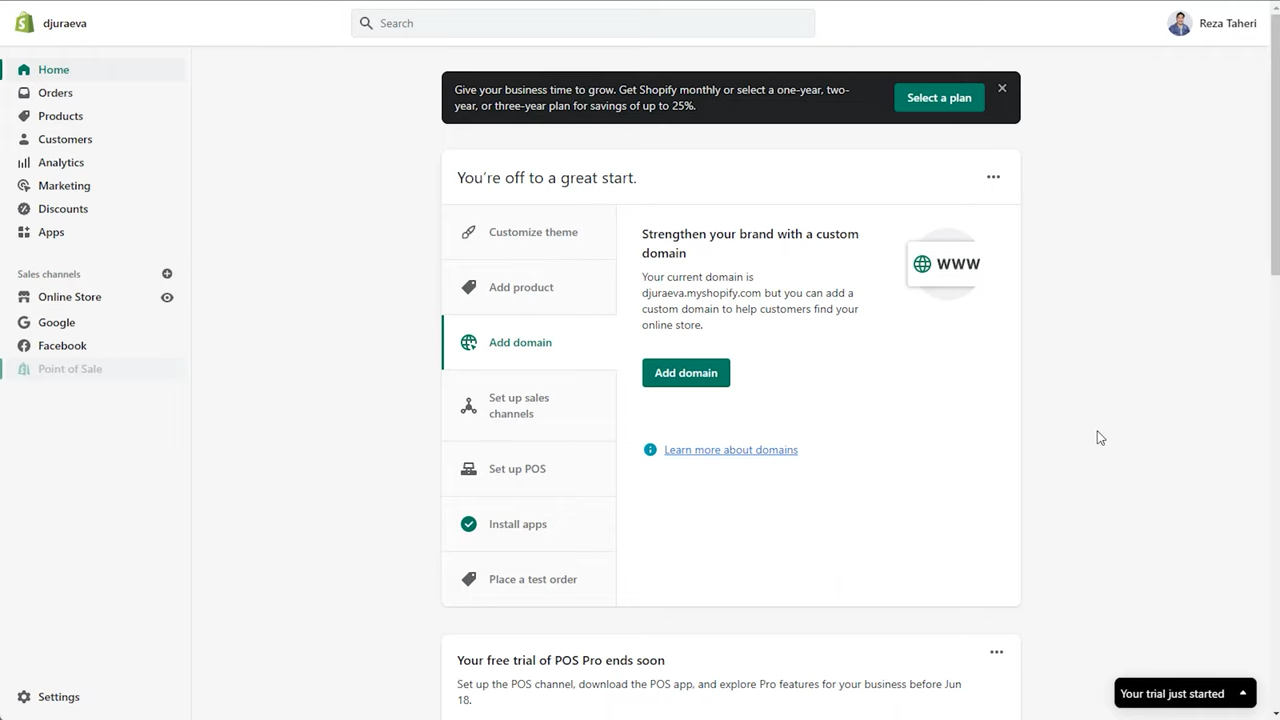 djuraeva
Search
Reza Taheri
Home
Orders
Products
Customers
Analytics
Marketing
Discounts
Apps
Sales channels
Online Store
Google
Facebook
Point of Sale
Settings
Give your business time to grow. Get Shopify monthly or select a one-year, two-
year, or three-year plan for savings of up to 25%.
Select a plan
You're off to a great start.
Customize theme
Add product
Add domain
Set up sales
channels
Set up POS
Install apps
Place a test order
Strengthen your brand with a custom
domain
Your current domain is
djuraeva.myshopify.com but you can add a
custom domain to help customers find your
online store.
Add domain
Learn more about domains
WWW
Your free trial of POS Pro ends soon
Set up the POS channel, download the POS app, and explore Pro features for your business before Jun
18.
Your trial just started